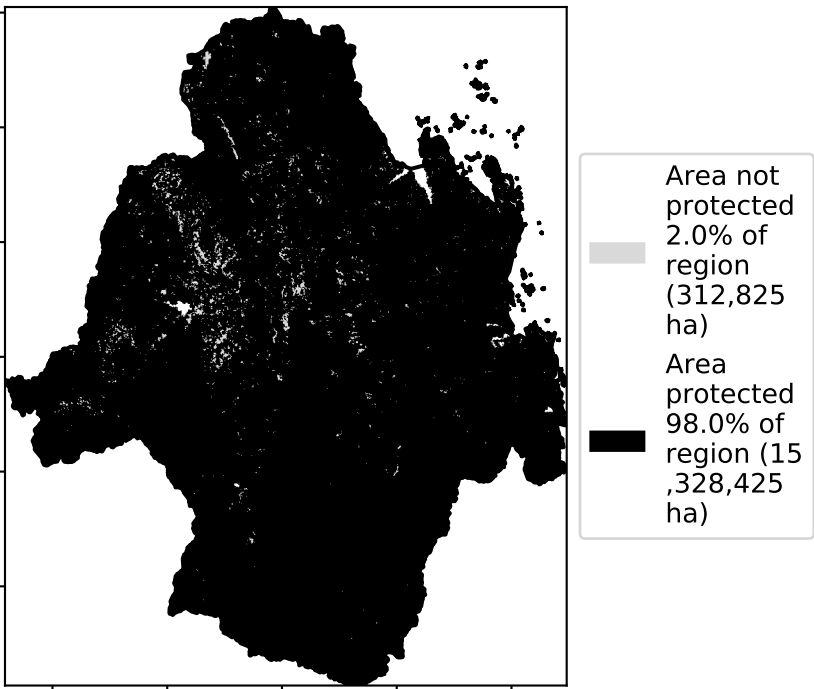 Area not
protected
2.0% of
region
(312,825
ha)
Area
protected
98.0% of
region (15
,328,425
ha)